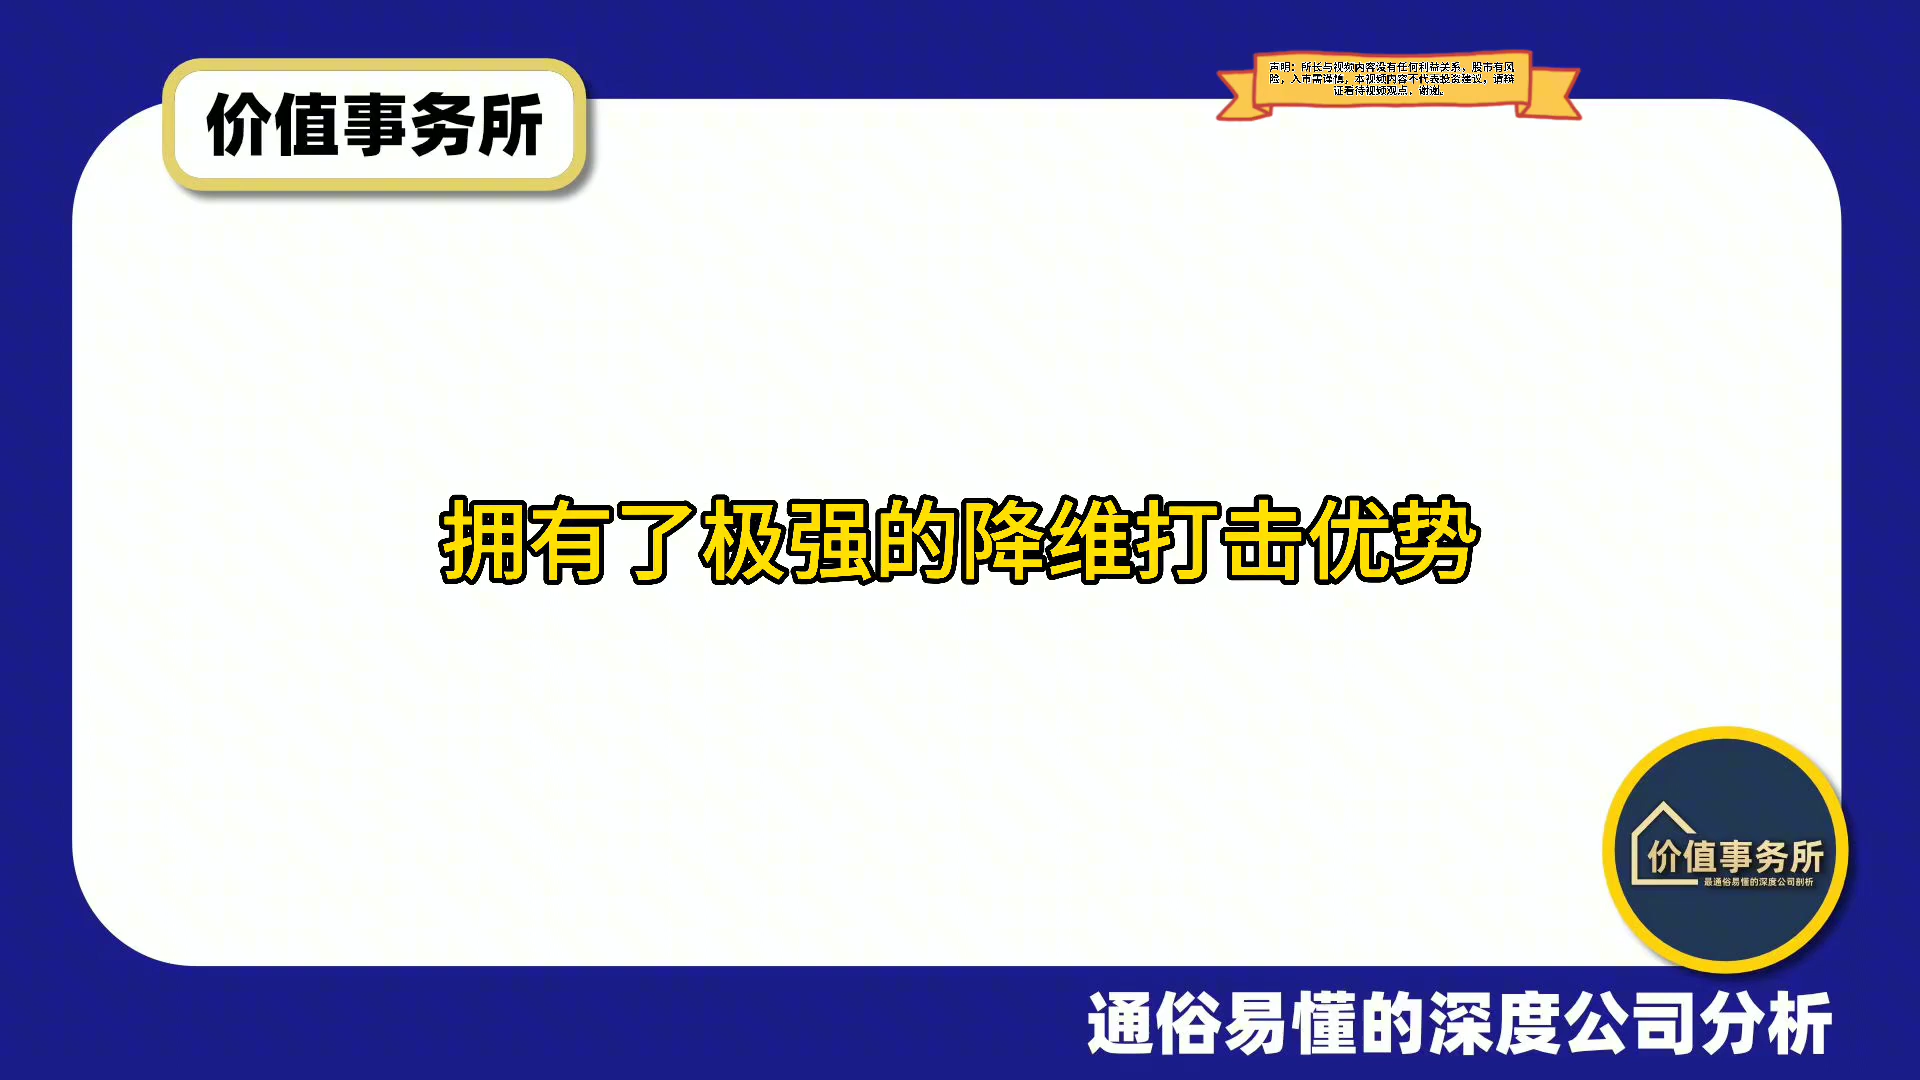 价值事务所
声明：所长与视频内容没有任何利益关系，股市有风
险，入市需谨慎，本视频内容不代表投资建议，请辩
证看待视频观点，谢谢。
拥有了极强的降维打击优势
价值事务所
最通俗易懂的深度公司剖析
通俗易懂的深度公司分析